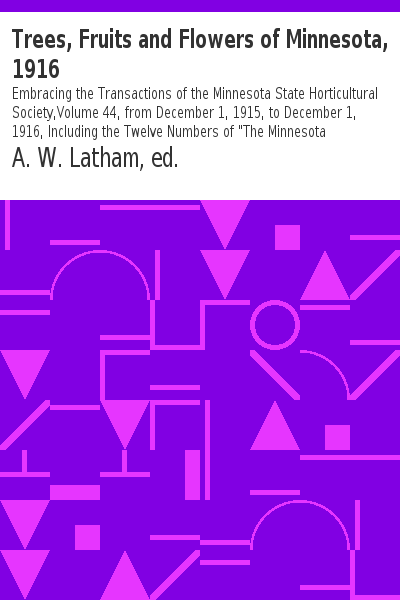 Trees, Fruits and Flowers of Minnesota,
1916
Embracing the Transactions of the Minnesota State Horticultural
Society,Volume 44, from December 1, 1915, to December 1,
1916, Including the Twelve Numbers of "The Minnesota
A. W. Latham, ed.